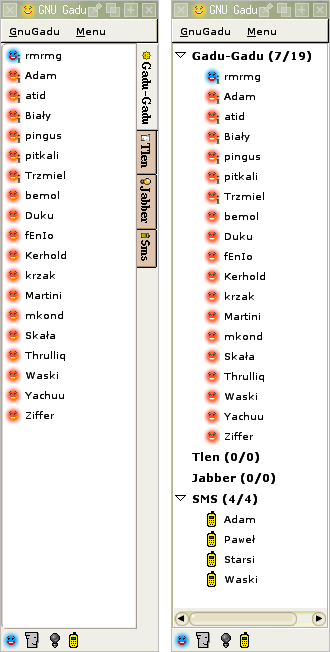 GNU Gadu
GnuGadu Menu
rmrmg
Adam
atid
Biały
pingus
pitkali
Trzmiel
bemol
Duku
fEnIo
Kerhold
krzak
Martini
mkond
Skała
Thrulliq
Waski
Yachuu
Ziffer
Gadu-Gadu
Tlen
Jabber
Sms
GNU Gadu
GnuGadu Menu
Gadu-Gadu (7/19)
rmrmg
Adam
atid
Biały
pingus
pitkali
Trzmiel
bemol
Duku
fEnIo
Kerhold
krzak
Martini
mkond
Skała
Thrulliq
Waski
Yachuu
Ziffer
Tlen (0/0)
Jabber (0/0)
SMS (4/4)
Adam
Paweł
Starsi
Waski